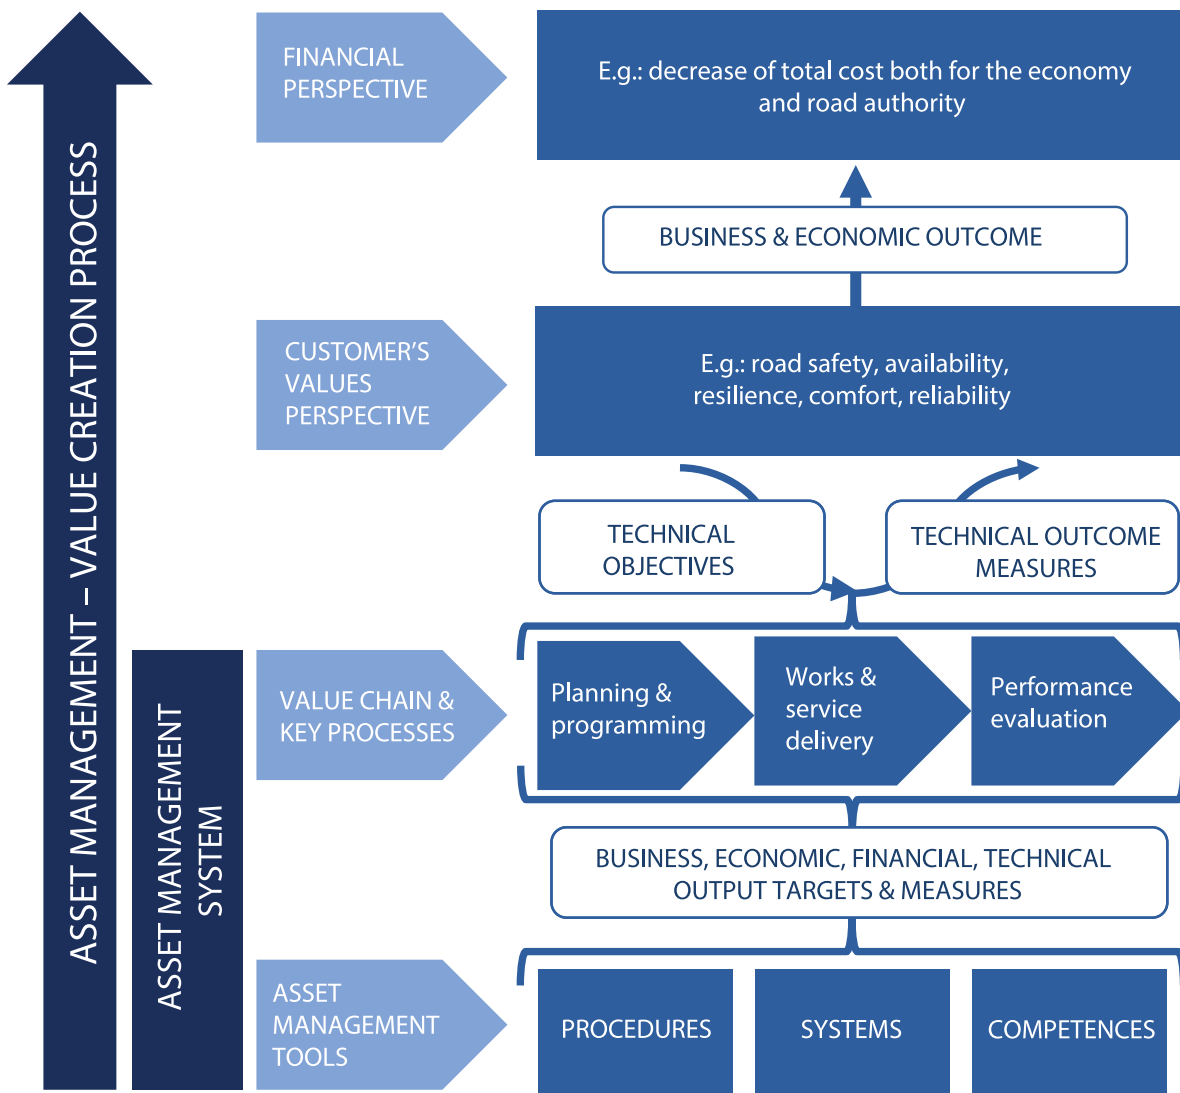 ASSET MANAGEMENT – VALUE CREATION PROCESS
FINANCIAL
PERSPECTIVE
E.g.: decrease of total cost both for the economy
and road authority
BUSINESS & ECONOMIC OUTCOME
CUSTOMER’S
VALUES
PERSPECTIVE
E.g.: road safety, availability,
resilience, comfort, reliability
TECHNICAL
OBJECTIVES
TECHNICAL OUTCOME
MEASURES
ASSET MANAGEMENT
SYSTEM
VALUE CHAIN &
KEY PROCESSES
Planning &
programming
Works &
service
delivery
Performance
evaluation
BUSINESS, ECONOMIC, FINANCIAL, TECHNICAL
OUTPUT TARGETS & MEASURES
ASSET
MANAGEMENT
TOOLS
PROCEDURES
SYSTEMS
COMPETENCES